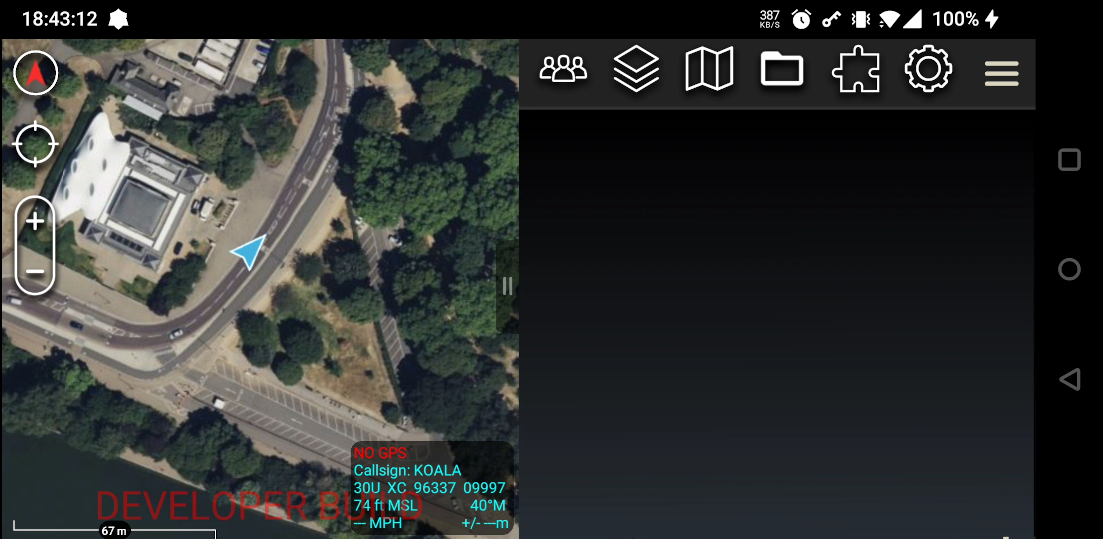 18:43:12
387
KB/S
100%
NO GPS
Callsign: KOALA
30U XC 96337 09997
74 ft MSL 40°M
--- MPH +/- ---m
DEVELOPER BUILD
67 m